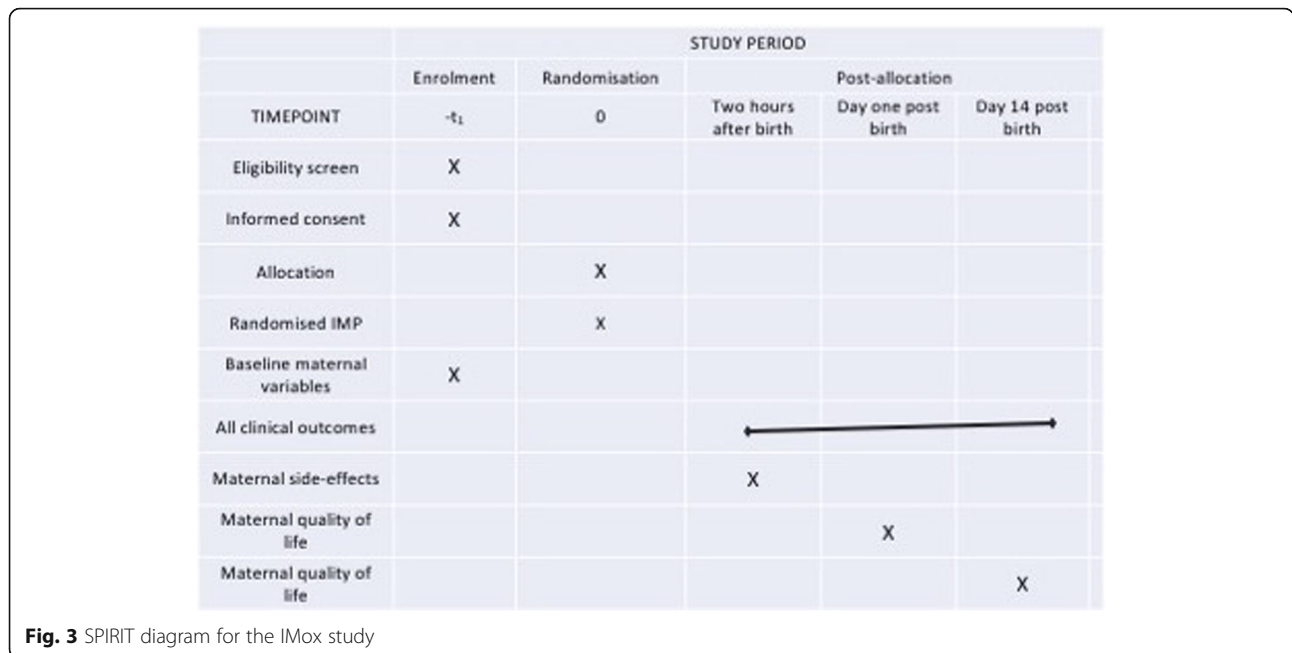 STUDY PERIOD
Enrolment Randomisation Post-allocation
TIMEPOINT -t₁ 0 Two hours after birth Day one post birth Day 14 post birth
Eligibility screen X
Informed consent X
Allocation X
Randomised IMP X
Baseline maternal
variables X
All clinical outcomes
Maternal side-effects X
Maternal quality of
life X
Maternal quality of
life X
Fig. 3 SPIRIT diagram for the IMox study